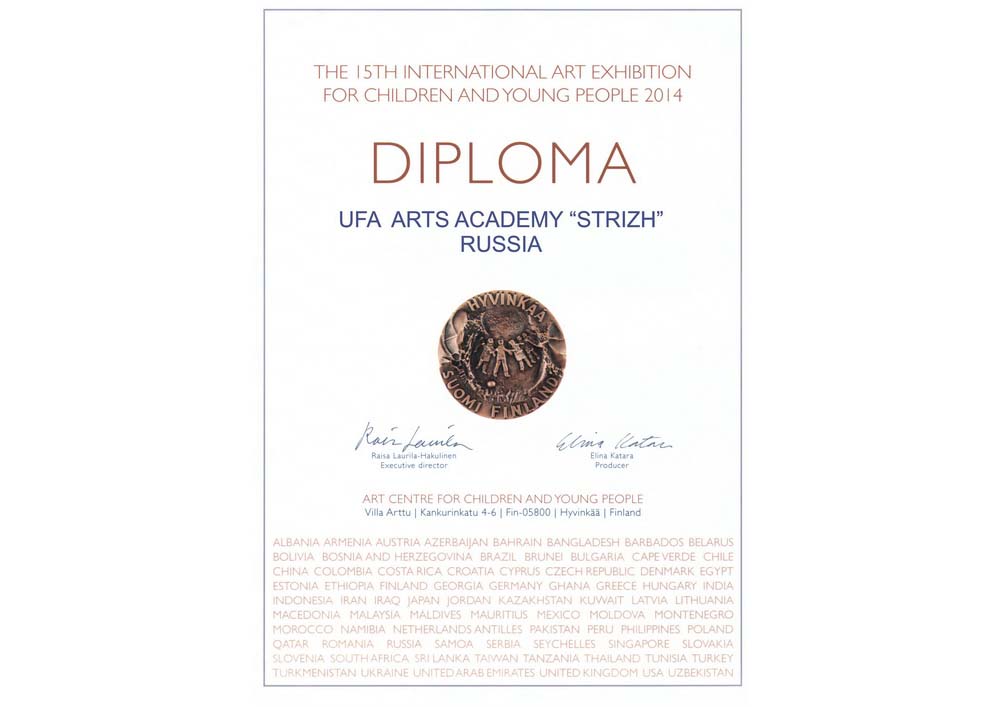 THE 15TH INTERNATIONAL ART EXHIBITION
FOR CHILDREN AND YOUNG PEOPLE 2014
DIPLOMA
UFA ARTS ACADEMY “STRIZH”
RUSSIA
HYVINKÄÄ
SUOMI FINLAND
Raisa Laurila-Hakulinen
Executive director
Elina Katara
Producer
ART CENTRE FOR CHILDREN AND YOUNG PEOPLE
Villa Arttu | Kankurinkatu 4-6 | Fin-05800 | Hyvinkää | Finland
ALBANIA ARMENIA AUSTRIA AZERBAIJAN BAHRAIN BANGLADESH BARBADOS BELARUS
BOLIVIA BOSNIA AND HERZEGOVINA BRAZIL BRUNEI BULGARIA CAPE VERDE CHILE
CHINA COLOMBIA COSTA RICA CROATIA CYPRUS CZECH REPUBLIC DENMARK EGYPT
ESTONIA ETHIOPIA FINLAND GEORGIA GERMANY GHANA GREECE HUNGARY INDIA
INDONESIA IRAN IRAQ JAPAN JORDAN KAZAKHSTAN KUWAIT LATVIA LITHUANIA
MACEDONIA MALAYSIA MALDIVES MAURITIUS MEXICO MOLDOVA MONTENEGRO
MOROCCO NAMIBIA NETHERLANDS ANTILLES PAKISTAN PERU PHILIPPINES POLAND
QATAR ROMANIA RUSSIA SAMOA SERBIA SEYCHELLES SINGAPORE SLOVAKIA
SLOVENIA SOUTH AFRICA SRI LANKA TAIWAN TANZANIA THAILAND TUNISIA TURKEY
TURKMENISTAN UKRAINE UNITED ARAB EMIRATES UNITED KINGDOM USA UZBEKISTAN